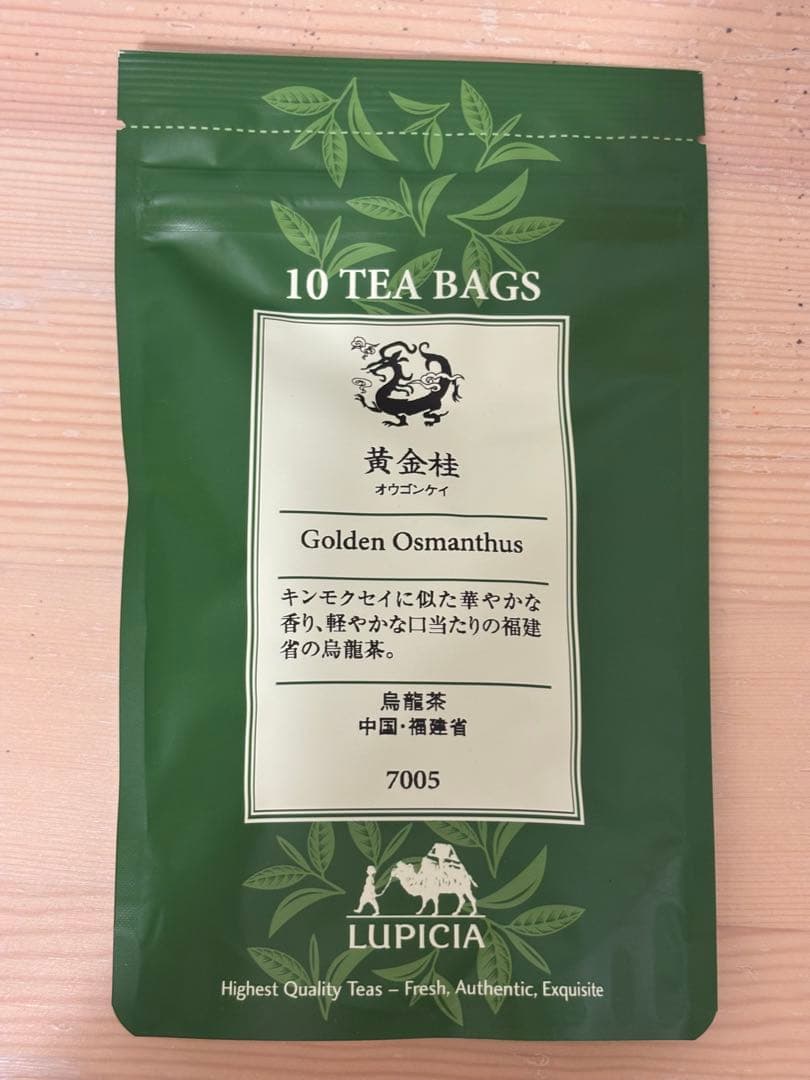 10 TEA BAGS
黄金桂
オウゴンケイ
Golden Osmanthus
キンモクセイに似た華やかな
香り、軽やかな口当たりの福建
省の烏龍茶。
烏龍茶
中国・福建省
7005
LUPICIA
Highest Quality Teas – Fresh, Authentic, Exquisite